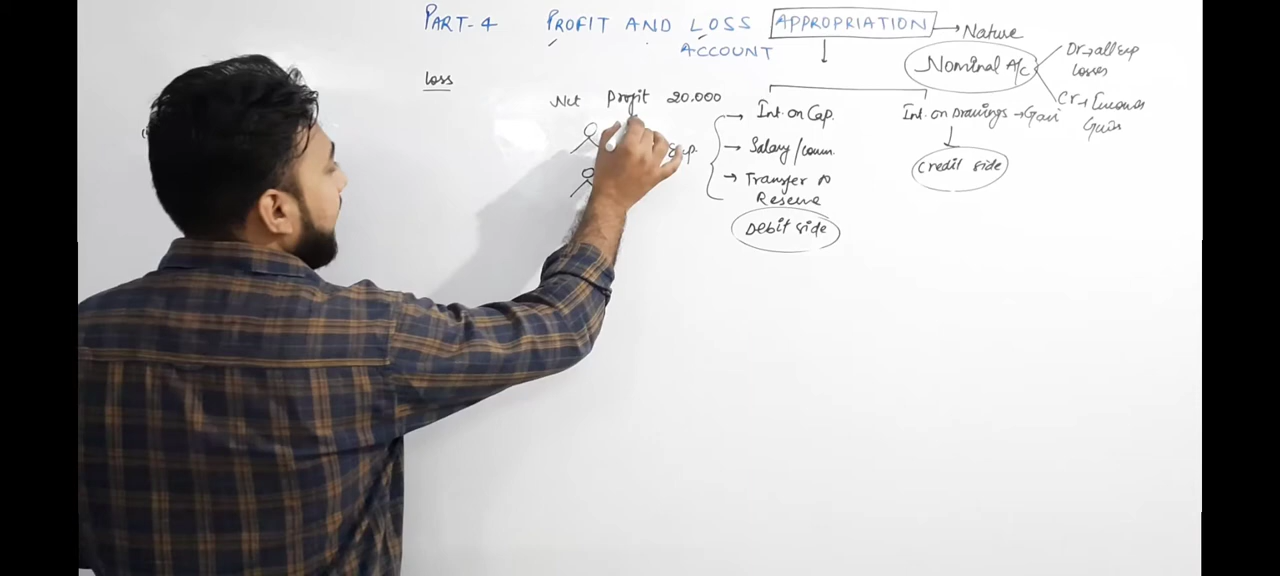 PART-4 PROFIT AND LOSS APPROPRIATION → Nature
ACCOUNT
Nominal A/c
Dr → all exp
losses
Cr → Incomes
Gain
loss
Net Profit 20.000
→ Int. on Cap.
→ Salary / Comm.
→ Transfer to
Reserve
Debit side
Int. on Drawings → Gain
Credit side